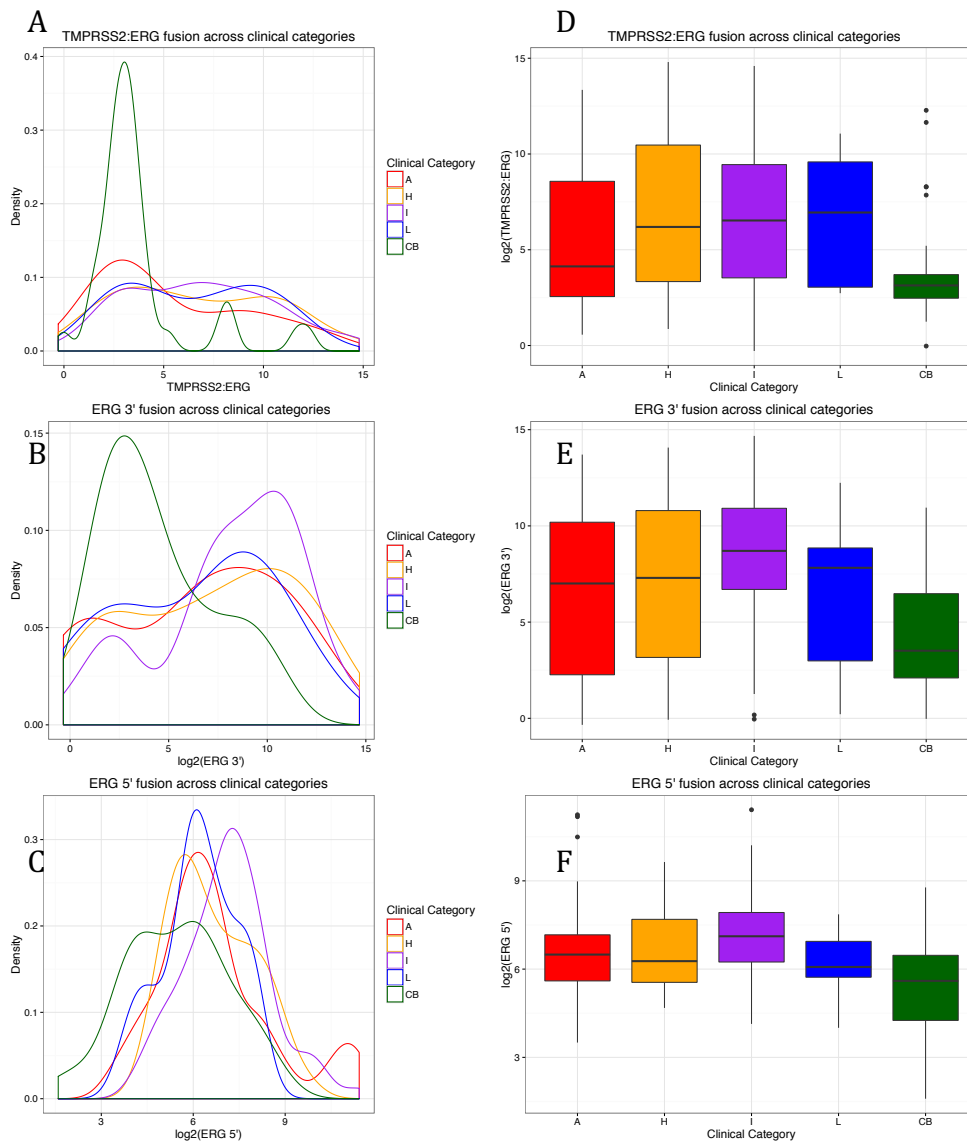 A
TMPRSS2:ERG fusion across clinical categories
0.4
0.3
0.2
0.1
0.0
Density
0 5 10 15
TMPRSS2:ERG
Clinical Category
A
H
I
L
CB
D
TMPRSS2:ERG fusion across clinical categories
15
10
5
0
log2(TMPRSS2:ERG)
A H I L CB
Clinical Category
B
ERG 3' fusion across clinical categories
0.15
0.10
0.05
0.00
Density
0 5 10 15
log2(ERG 3')
Clinical Category
A
H
I
L
CB
E
ERG 3' fusion across clinical categories
15
10
5
0
log2(ERG 3')
A H I L CB
Clinical Category
C
ERG 5' fusion across clinical categories
0.3
0.2
0.1
0.0
Density
3 6 9
log2(ERG 5')
Clinical Category
A
H
I
L
CB
F
ERG 5' fusion across clinical categories
9
6
3
log2(ERG 5')
A H I L CB
Clinical Category